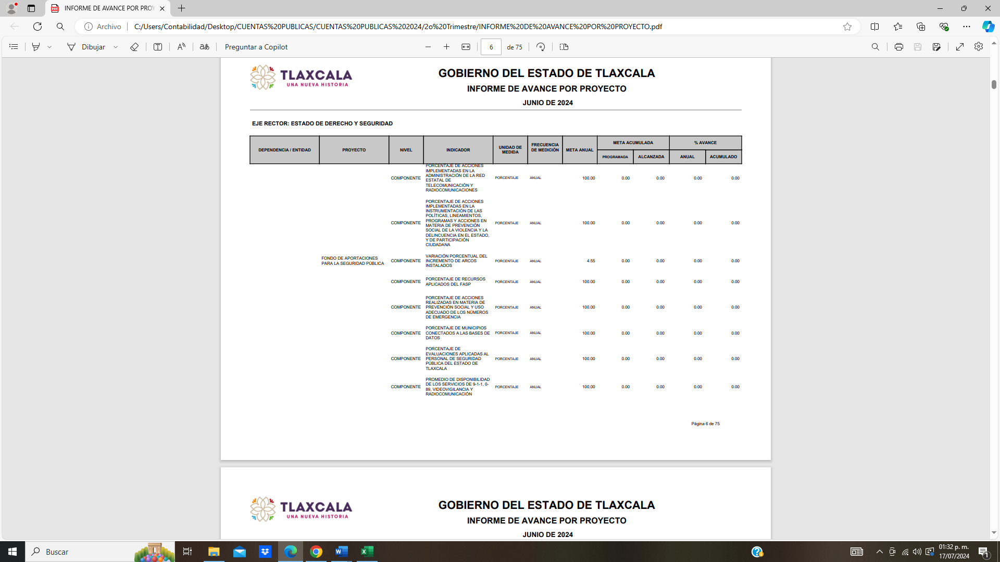 INFORME DE AVANCE POR PROY
Archivo
C:/Users/Contabilidad/Desktop/CUENTAS%20PUBLICAS/CUENTAS%20PUBLICAS%202024/2o%20Trimestre/INFORME%20DE%20AVANCE%20POR%20PROYECTO.pdf
Dibujar
aあ
Preguntar a Copilot
6
de 75
TLAXCALA
UNA NUEVA HISTORIA
GOBIERNO DEL ESTADO DE TLAXCALA
INFORME DE AVANCE POR PROYECTO
JUNIO DE 2024
EJE RECTOR: ESTADO DE DERECHO Y SEGURIDAD
DEPENDENCIA / ENTIDAD
PROYECTO
NIVEL
INDICADOR
UNIDAD DE
MEDIDA
FRECUENCIA
DE MEDICIÓN
META ANUAL
META ACUMULADA
PROGRAMADA
ALCANZADA
% AVANCE
ANUAL
ACUMULADO
COMPONENTE
PORCENTAJE DE ACCIONES
IMPLEMENTADAS EN LA
ADMINISTRACIÓN DE LA RED
ESTATAL DE
TELECOMUNICACIÓN Y
RADIOCOMUNICACIONES
PORCENTAJE ANUAL 100.00 0.00 0.00 0.00 0.00
COMPONENTE
PORCENTAJE DE ACCIONES
IMPLEMENTADAS EN LA
INSTRUMENTACIÓN DE LAS
POLÍTICAS, LINEAMIENTOS,
PROGRAMAS Y ACCIONES EN
MATERIA DE PREVENCIÓN
SOCIAL DE LA VIOLENCIA Y LA
DELINCUENCIA EN EL ESTADO,
Y DE PARTICIPACIÓN
CIUDADANA
PORCENTAJE ANUAL 100.00 0.00 0.00 0.00 0.00
FONDO DE APORTACIONES
PARA LA SEGURIDAD PÚBLICA
COMPONENTE
VARIACIÓN PORCENTUAL DEL
INCREMENTO DE ARCOS
INSTALADOS
PORCENTAJE ANUAL 4.55 0.00 0.00 0.00 0.00
COMPONENTE
PORCENTAJE DE RECURSOS
APLICADOS DEL FASP
PORCENTAJE ANUAL 100.00 0.00 0.00 0.00 0.00
COMPONENTE
PORCENTAJE DE ACCIONES
REALIZADAS EN MATERIA DE
PREVENCIÓN SOCIAL Y USO
ADECUADO DE LOS NÚMEROS
DE EMERGENCIA
PORCENTAJE ANUAL 100.00 0.00 0.00 0.00 0.00
COMPONENTE
PORCENTAJE DE MUNICIPIOS
CONECTADOS A LAS BASES DE
DATOS
PORCENTAJE ANUAL 100.00 0.00 0.00 0.00 0.00
COMPONENTE
PORCENTAJE DE
EVALUACIONES APLICADAS AL
PERSONAL DE SEGURIDAD
PÚBLICA DEL ESTADO DE
TLAXCALA
PORCENTAJE ANUAL 100.00 0.00 0.00 0.00 0.00
COMPONENTE
PROMEDIO DE DISPONIBILIDAD
DE LOS SERVICIOS DE 9-1-1, 0-
89, VIDEOVIGILANCIA Y
RADIOCOMUNICACIÓN
PORCENTAJE ANUAL 100.00 0.00 0.00 0.00 0.00
Página 6 de 75
TLAXCALA
UNA NUEVA HISTORIA
GOBIERNO DEL ESTADO DE TLAXCALA
INFORME DE AVANCE POR PROYECTO
JUNIO DE 2024
Buscar
01:32 p. m.
17/07/2024
1